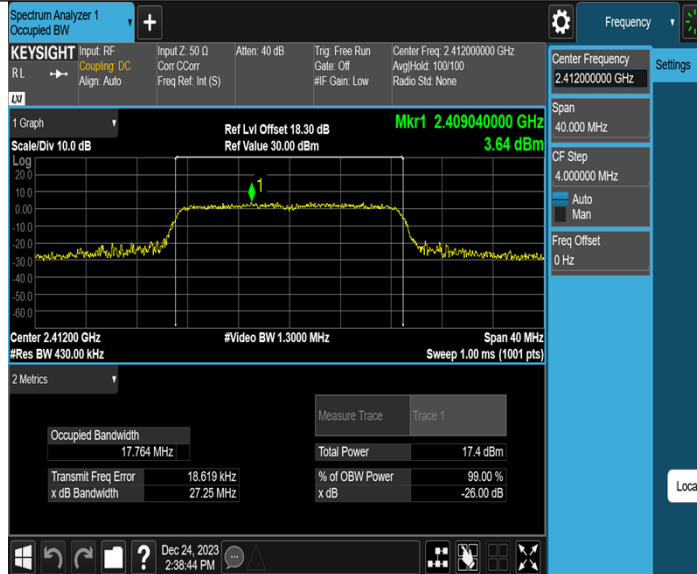 Spectrum Analyzer 1
Occupied BW
Frequency
KEYSIGHT
Input: RF
Coupling: DC
Align: Auto
Input Z: 50 Ω
Corr CCorr
Freq Ref: Int (S)
Atten: 40 dB
Trig: Free Run
Gate: Off
#IF Gain: Low
Center Freq: 2.412000000 GHz
Avg|Hold: 100/100
Radio Std: None
R L
LXI
Center Frequency
2.412000000 GHz
Settings
Span
40.000 MHz
CF Step
4.000000 MHz
Auto
Man
Freq Offset
0 Hz
1 Graph
Ref Lvl Offset 18.30 dB
Mkr1 2.409040000 GHz
Scale/Div 10.0 dB
Ref Value 30.00 dBm
3.64 dBm
Log
20.0
10.0
0.00
-10.0
-20.0
-30.0
-40.0
-50.0
-60.0
1
Center 2.41200 GHz
#Video BW 1.3000 MHz
Span 40 MHz
#Res BW 430.00 kHz
Sweep 1.00 ms (1001 pts)
2 Metrics
Measure Trace
Trace 1
Occupied Bandwidth
17.764 MHz
Total Power
17.4 dBm
Transmit Freq Error
18.619 kHz
% of OBW Power
99.00 %
x dB Bandwidth
27.25 MHz
x dB
-26.00 dB
Loca
?
Dec 24, 2023
2:38:44 PM